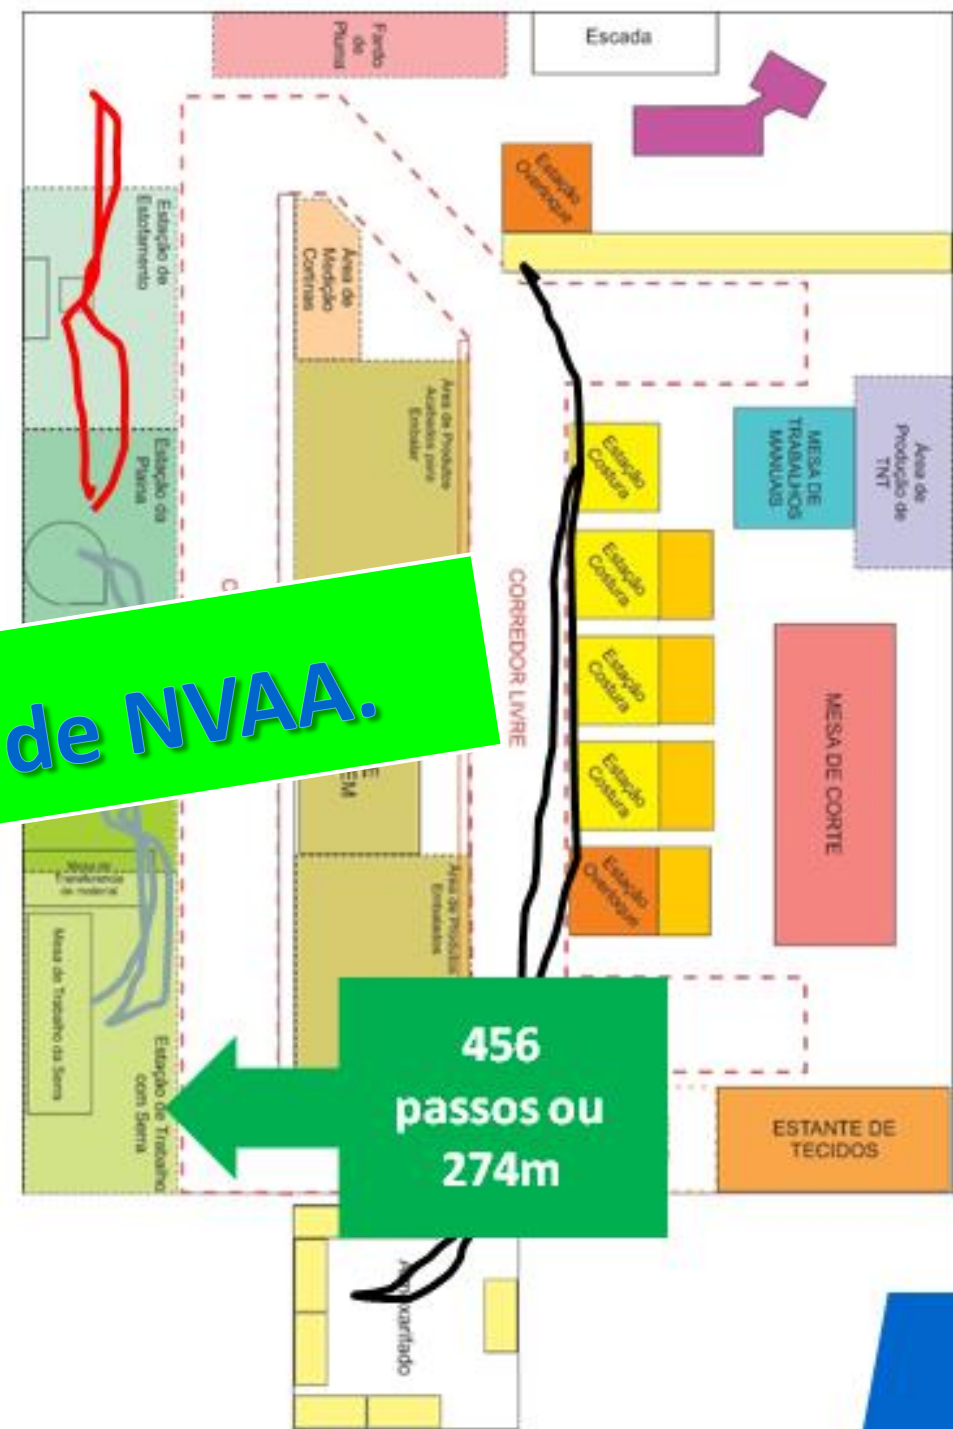 Fardo
de
Pluma
Escada
Estação
Overloque
Estação de
Estofamento
Área de
Medição
Cortinas
Área de Produtos
Acabados para
Embalar
Estação
Costura
MESA DE
TRABALHOS
MANUAIS
Área de
Produção de
TNT
Estação da
Plaina
Estação
Costura
CORREDOR LIVRE
C
Estação
Costura
MESA DE CORTE
de NVAA.
E
EM
Estação
Costura
Mesa de
Transferência
de material
Estação
Overloque
Área de Produtos
Embalados
Mesa de Trabalho da Serra
Estação de Trabalho
com Serra
456
passos ou
274m
ESTANTE DE
TECIDOS
Almoxarifado